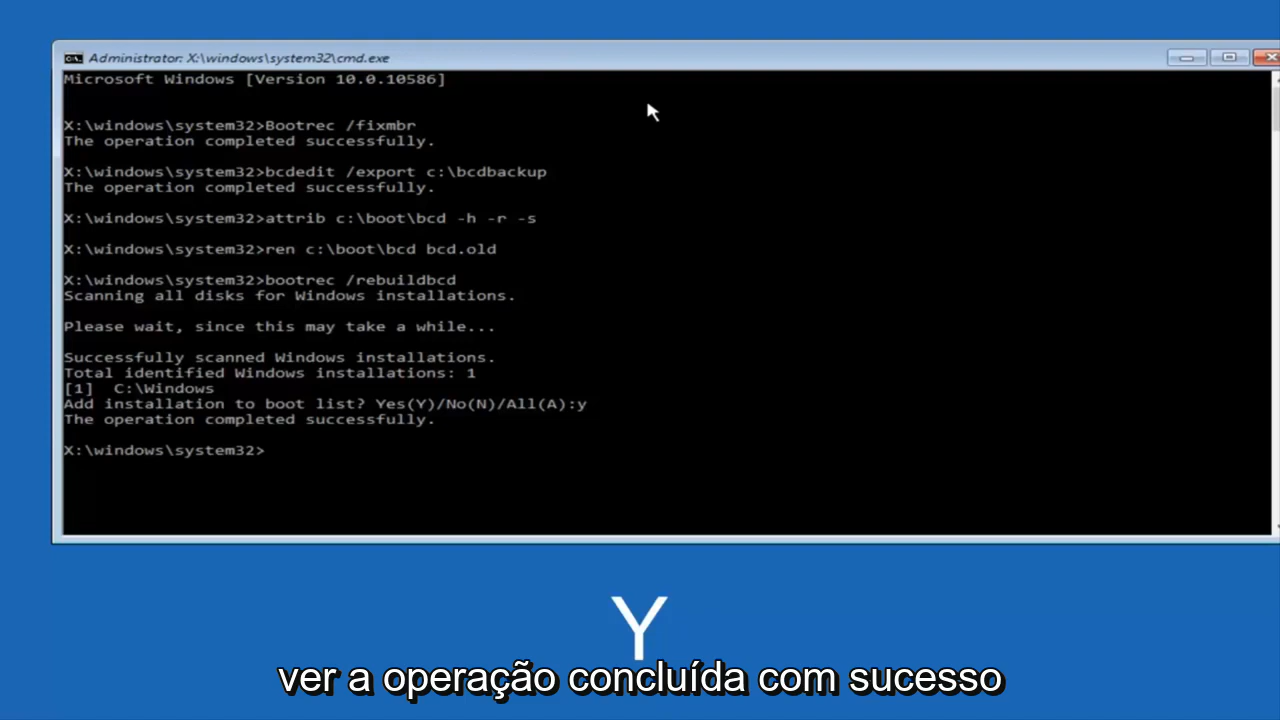 Administrator: X:\windows\system32\cmd.exe
Microsoft Windows [Version 10.0.10586]
X:\windows\system32>Bootrec /fixmbr
The operation completed successfully.
X:\windows\system32>bcdedit /export c:\bcdbackup
The operation completed successfully.
X:\windows\system32>attrib c:\boot\bcd -h -r -s
X:\windows\system32>ren c:\boot\bcd bcd.old
X:\windows\system32>bootrec /rebuildbcd
Scanning all disks for Windows installations.
Please wait, since this may take a while...
Successfully scanned Windows installations.
Total identified Windows installations: 1
[1]  C:\Windows
Add installation to boot list? Yes(Y)/No(N)/All(A):y
The operation completed successfully.
X:\windows\system32>
Y
ver a operação concluída com sucesso